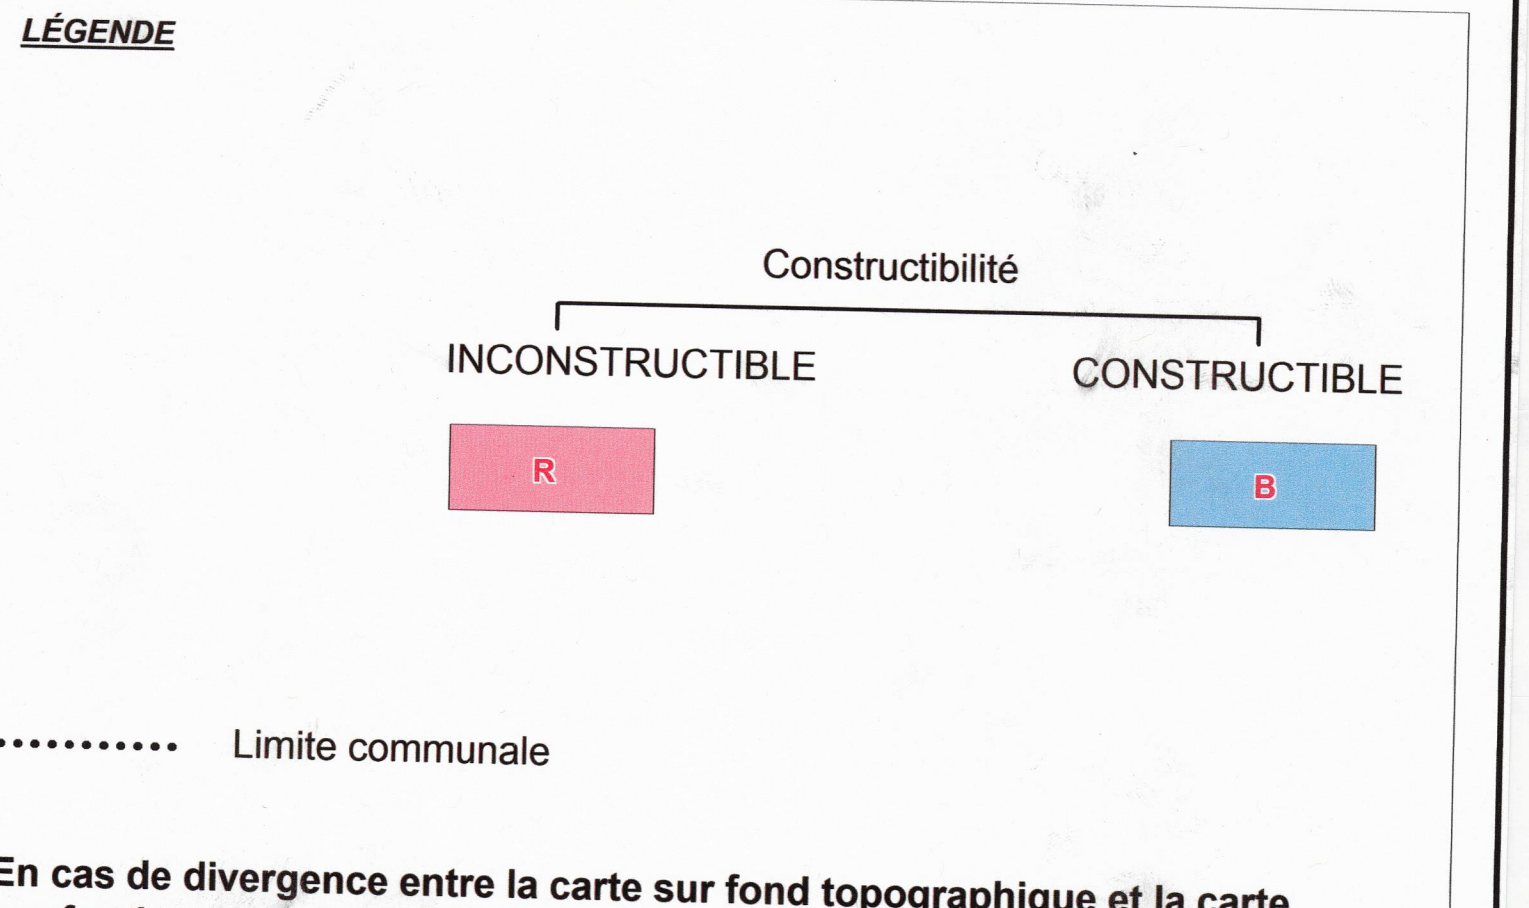 LÉGENDE
Constructibilité
INCONSTRUCTIBLE
CONSTRUCTIBLE
R
B
Limite communale
En cas de divergence entre la carte sur fond topographique et la carte